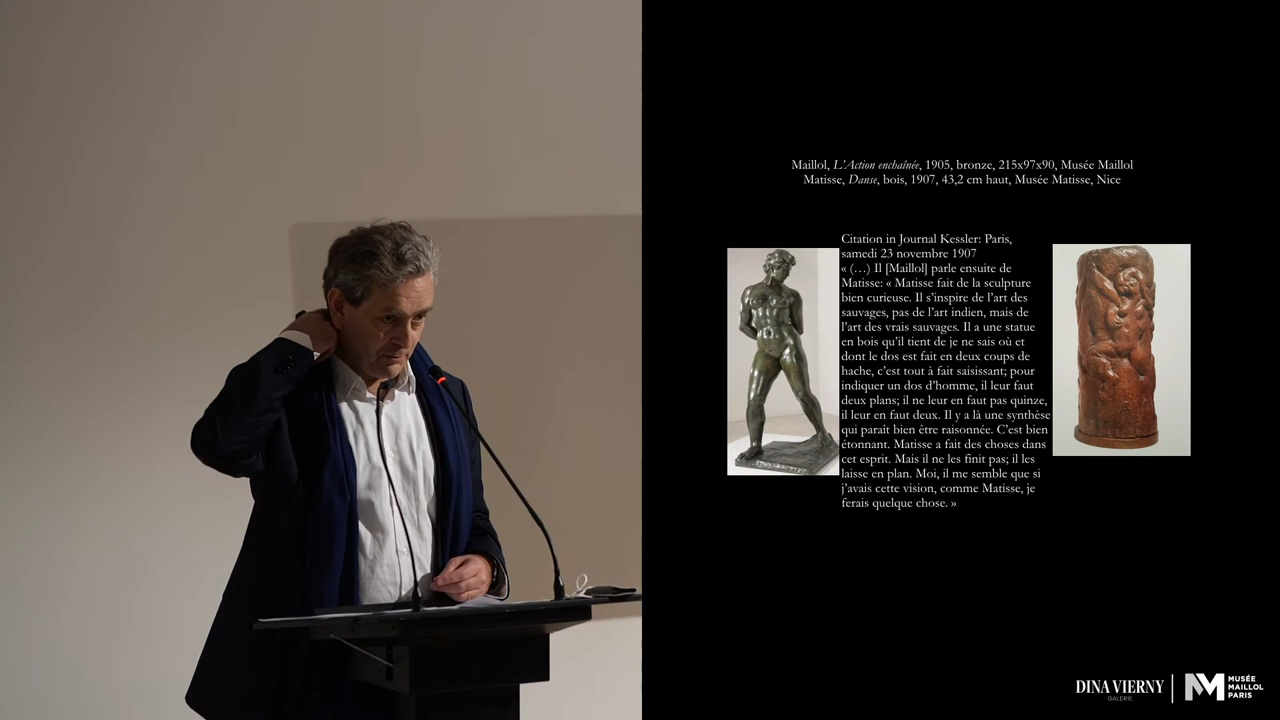 Maillol, L'Action enchaînée, 1905, bronze, 215x97x90, Musée Maillol
Matisse, Danse, bois, 1907, 43,2 cm haut, Musée Matisse, Nice
Citation in Journal Kessler: Paris,
samedi 23 novembre 1907
« (…) Il [Maillol] parle ensuite de
Matisse: « Matisse fait de la sculpture
bien curieuse. Il s'inspire de l'art des
sauvages, pas de l'art indien, mais de
l'art des vrais sauvages. Il a une statue
en bois qu'il tient de je ne sais où et
dont le dos est fait en deux coups de
hache, c'est tout à fait saisissant; pour
indiquer un dos d'homme, il leur faut
deux plans; il ne leur en faut pas quinze,
il leur en faut deux. Il y a là une synthèse
qui paraît bien être raisonnée. C'est bien
étonnant. Matisse a fait des choses dans
cet esprit. Mais il ne les finit pas; il les
laisse en plan. Moi, il me semble que si
j'avais cette vision, comme Matisse, je
ferais quelque chose. »
DINA VIERNY
GALERIE
MUSÉE
MAILLOL
PARIS